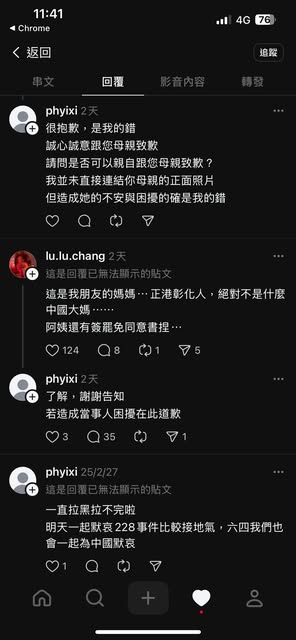 11:41
4G 76
◀ Chrome
返回
追蹤
串文 回覆 影音內容 轉發
phyixi 2天
很抱歉，是我的錯
誠心誠意跟您母親致歉
請問是否可以親自跟您母親致歉？
我並未直接連結你母親的正面照片
但造成她的不安與困擾的確是我的錯
lu.lu.chang 2天
這是回覆已無法顯示的貼文
這是我朋友的媽媽⋯ 正港彰化人，絕對不是什麼
中國大媽⋯⋯
阿姨還有簽罷免同意書捏⋯
124 8 1 5
phyixi 2天
了解，謝謝告知
若造成當事人困擾在此道歉
3 35 1
phyixi 25/2/27
這是回覆已無法顯示的貼文
一直拉黑拉不完啦
明天一起默哀 228事件比較接地氣，六四我們也
會一起為中國默哀
1